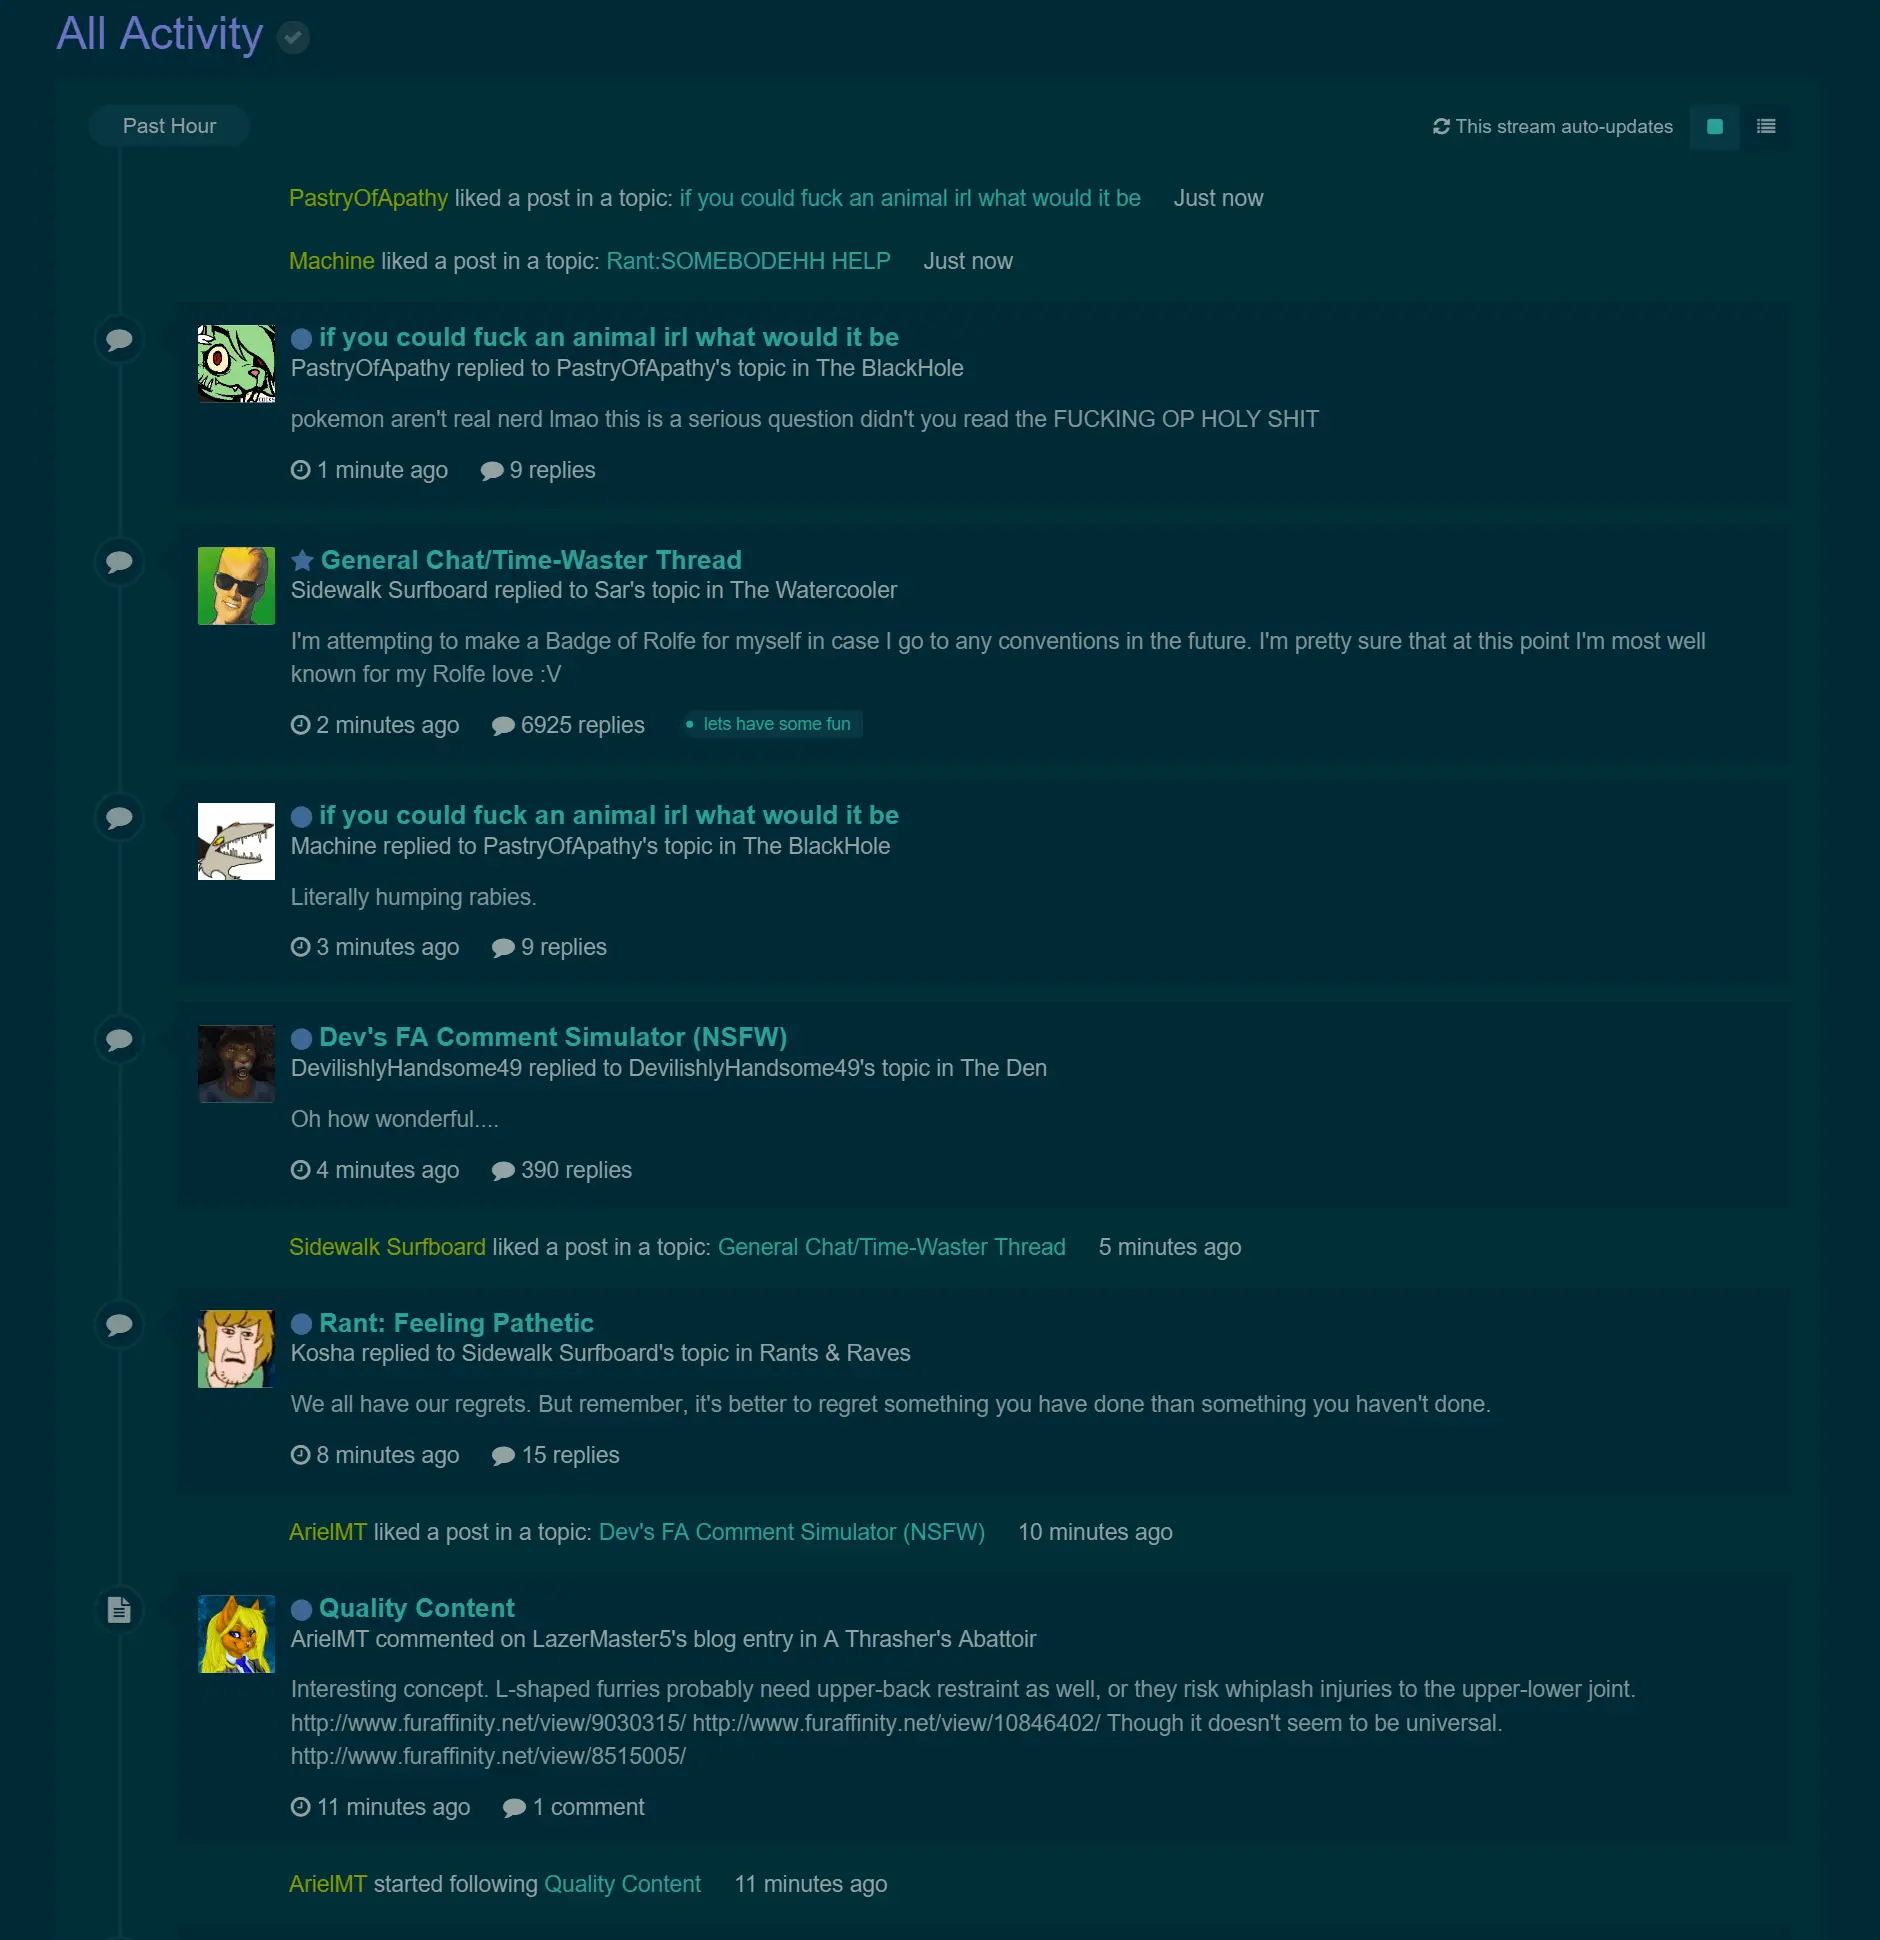 All Activity
Past Hour
This stream auto-updates
PastryOfApathy liked a post in a topic: if you could fuck an animal irl what would it be Just now
Machine liked a post in a topic: Rant:SOMEBODEHH HELP Just now
if you could fuck an animal irl what would it be
PastryOfApathy replied to PastryOfApathy's topic in The BlackHole
pokemon aren't real nerd lmao this is a serious question didn't you read the FUCKING OP HOLY SHIT
1 minute ago 9 replies
General Chat/Time-Waster Thread
Sidewalk Surfboard replied to Sar's topic in The Watercooler
I'm attempting to make a Badge of Rolfe for myself in case I go to any conventions in the future. I'm pretty sure that at this point I'm most well
known for my Rolfe love :V
2 minutes ago 6925 replies lets have some fun
if you could fuck an animal irl what would it be
Machine replied to PastryOfApathy's topic in The BlackHole
Literally humping rabies.
3 minutes ago 9 replies
Dev's FA Comment Simulator (NSFW)
DevilishlyHandsome49 replied to DevilishlyHandsome49's topic in The Den
Oh how wonderful....
4 minutes ago 390 replies
Sidewalk Surfboard liked a post in a topic: General Chat/Time-Waster Thread 5 minutes ago
Rant: Feeling Pathetic
Kosha replied to Sidewalk Surfboard's topic in Rants & Raves
We all have our regrets. But remember, it's better to regret something you have done than something you haven't done.
8 minutes ago 15 replies
ArielMT liked a post in a topic: Dev's FA Comment Simulator (NSFW) 10 minutes ago
Quality Content
ArielMT commented on LazerMaster5's blog entry in A Thrasher's Abattoir
Interesting concept. L-shaped furries probably need upper-back restraint as well, or they risk whiplash injuries to the upper-lower joint.
http://www.furaffinity.net/view/9030315/ http://www.furaffinity.net/view/10846402/ Though it doesn't seem to be universal.
http://www.furaffinity.net/view/8515005/
11 minutes ago 1 comment
ArielMT started following Quality Content 11 minutes ago